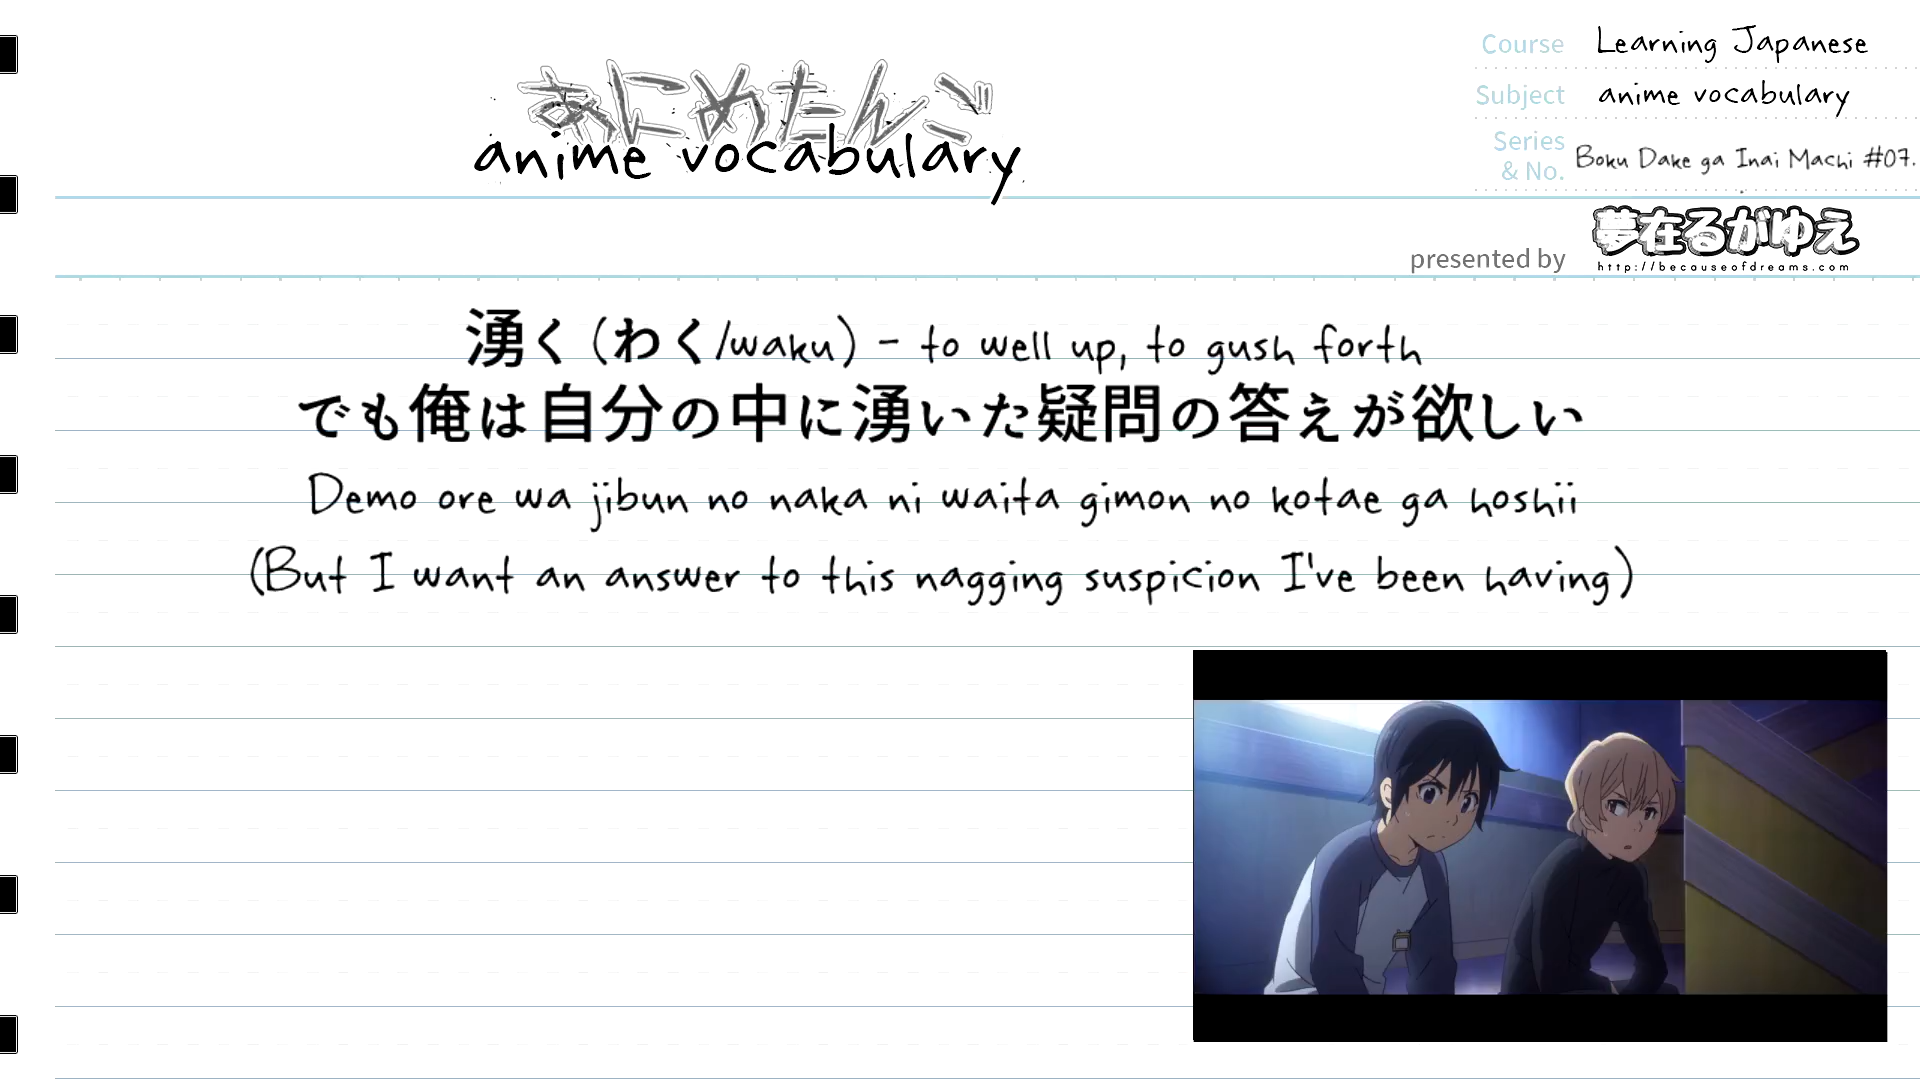 あにめたんご
anime vocabulary
Course Learning Japanese
Subject anime vocabulary
Series & No. Boku Dake ga Inai Machi #07.
presented by 夢在るがゆえ
http://becauseofdreams.com
湧く(わく/waku) - to well up, to gush forth
でも俺は自分の中に湧いた疑問の答えが欲しい
Demo ore wa jibun no naka ni waita gimon no kotae ga hoshii
(But I want an answer to this nagging suspicion I've been having)